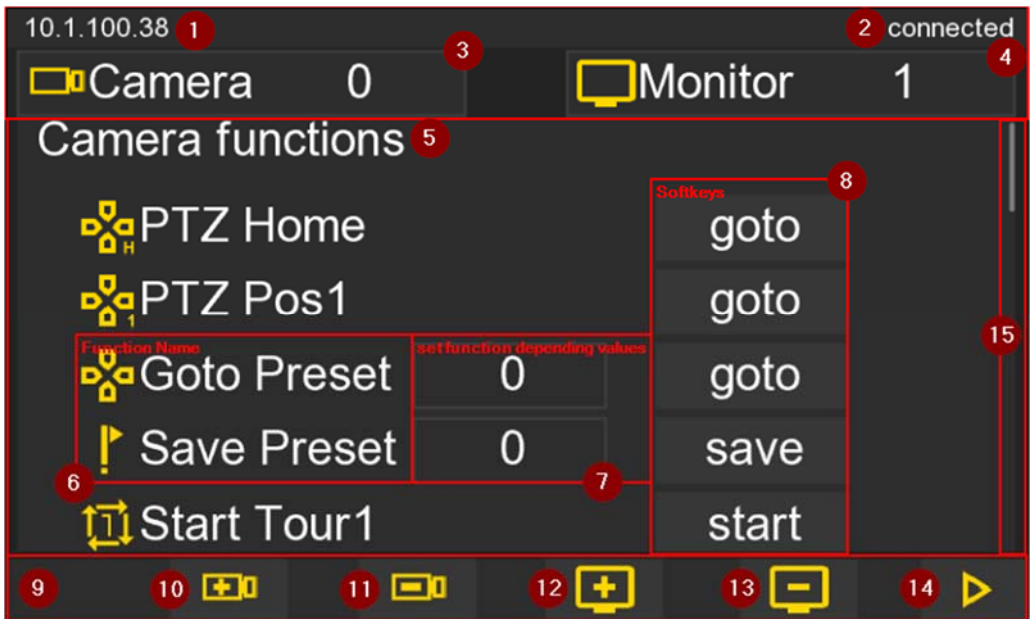 10.1.100.38 1 2 connected
3 4
Camera 0 Monitor 1
Camera functions 5
Softkeys 8
PTZ Home goto
H
PTZ Pos1 goto
1
Function Name set function depending values 15
Goto Preset 0 goto
Save Preset 0 save
6 7
1 Start Tour1 start
9 10 11 12 13 14